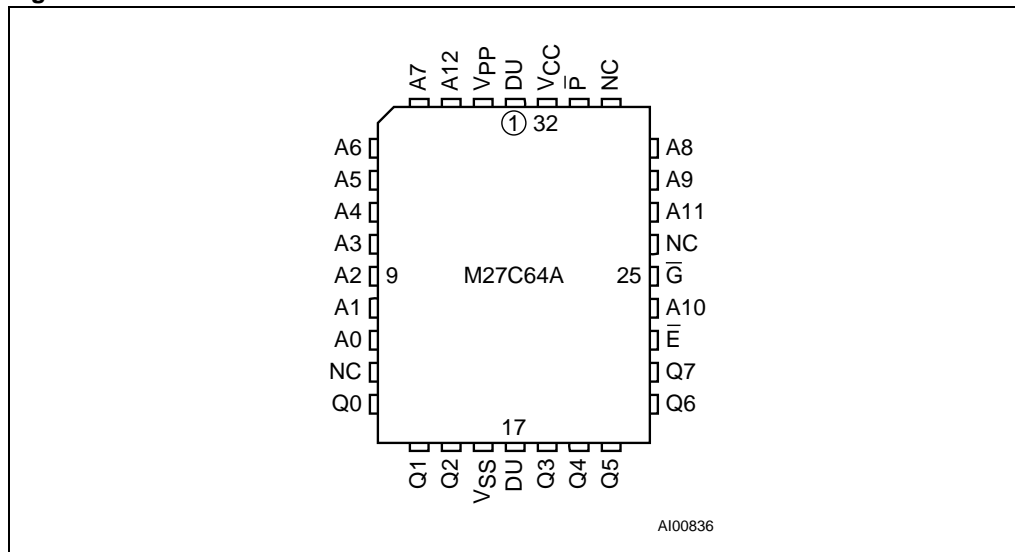 A7 A12 VPP DU VCC P̅ NC
1 32
A6 A8
A5 A9
A4 A11
A3 NC
A2 9 M27C64A 25 G̅
A1 A10
A0 E̅
NC Q7
Q0 Q6
17
Q1 Q2 VSS DU Q3 Q4 Q5
AI00836